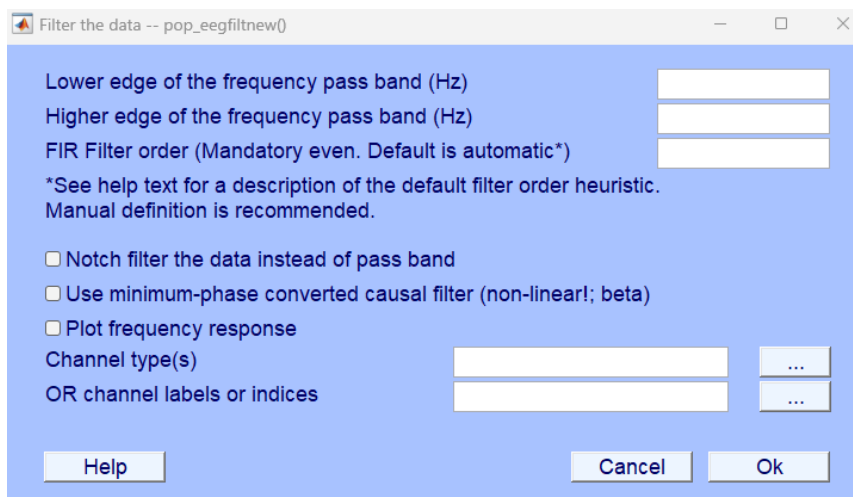 Filter the data -- pop_eegfiltnew()
Lower edge of the frequency pass band (Hz)
Higher edge of the frequency pass band (Hz)
FIR Filter order (Mandatory even. Default is automatic*)
*See help text for a description of the default filter order heuristic.
Manual definition is recommended.
Notch filter the data instead of pass band
Use minimum-phase converted causal filter (non-linear!; beta)
Plot frequency response
Channel type(s)
...
OR channel labels or indices
...
Help
Cancel
Ok